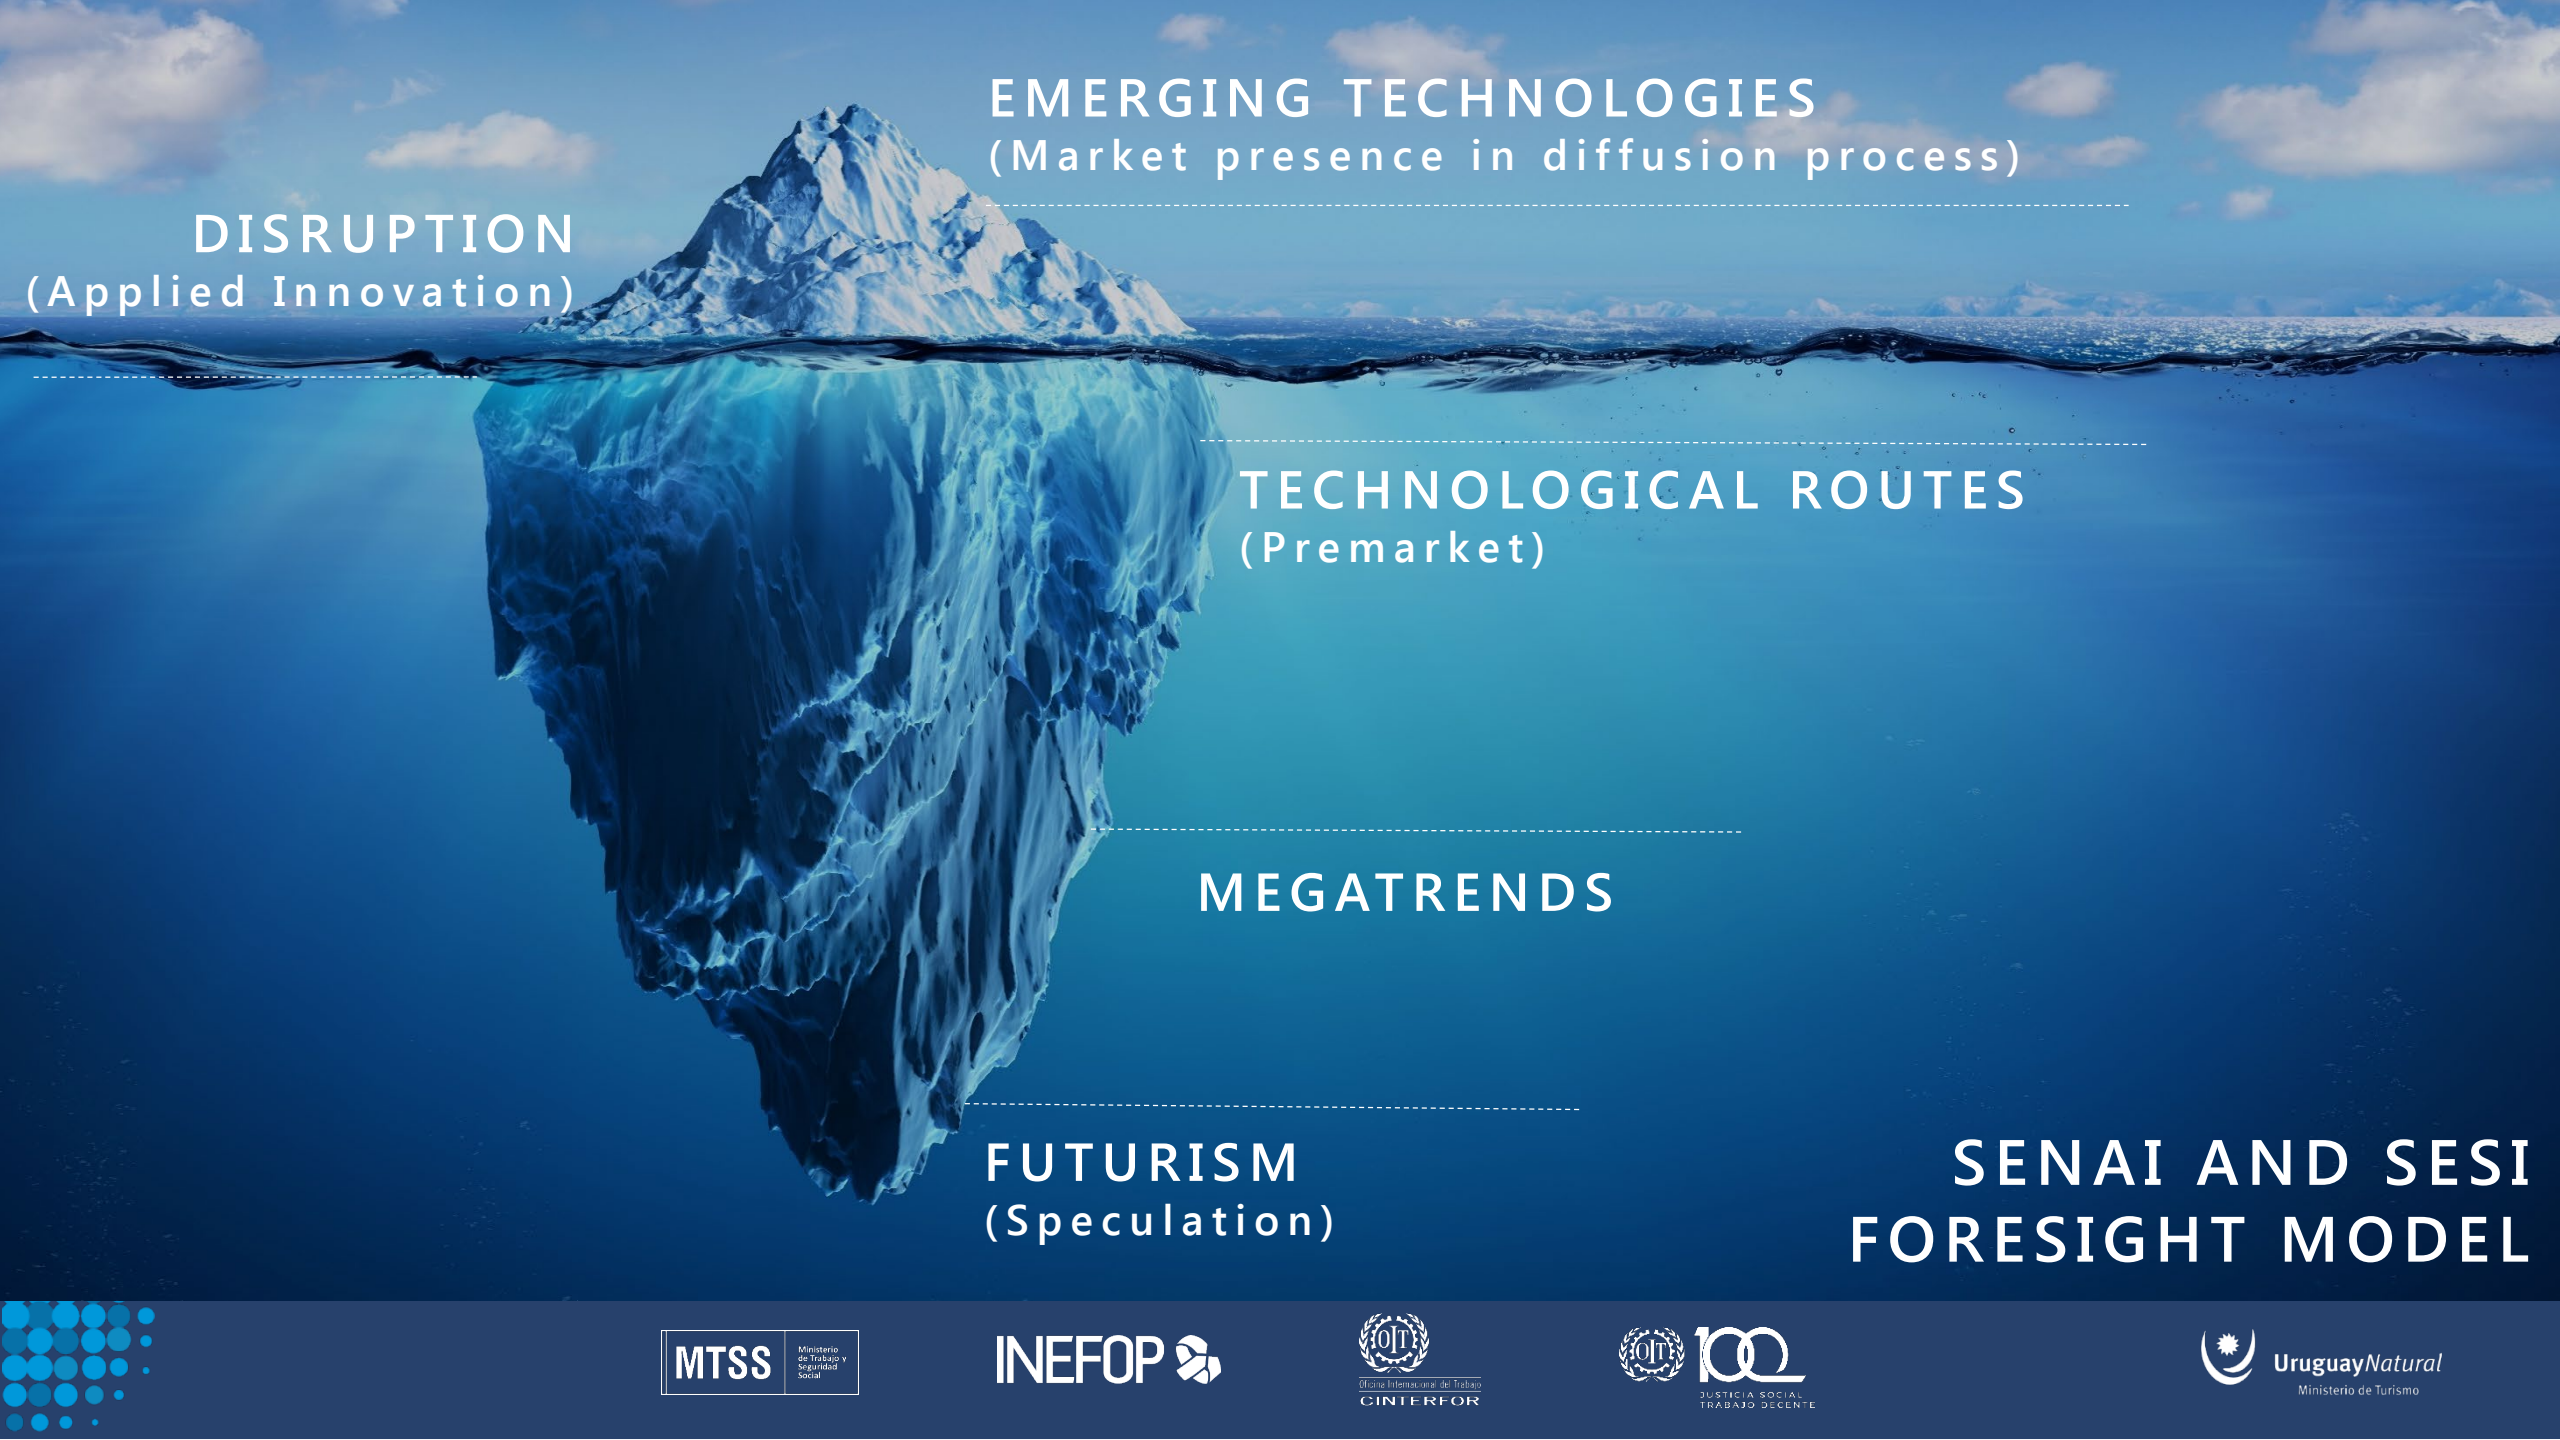 EMERGING TECHNOLOGIES
(Market presence in diffusion process)
DISRUPTION
(Applied Innovation)
TECHNOLOGICAL ROUTES
(Premarket)
MEGATRENDS
FUTURISM
(Speculation)
SENAI AND SESI
FORESIGHT MODEL
MTSS
Ministerio
de Trabajo y
Seguridad
Social
INEFOP
OIT
Oficina Internacional del Trabajo
CINTERFOR
OIT
100
JUSTICIA SOCIAL
TRABAJO DECENTE
UruguayNatural
Ministerio de Turismo